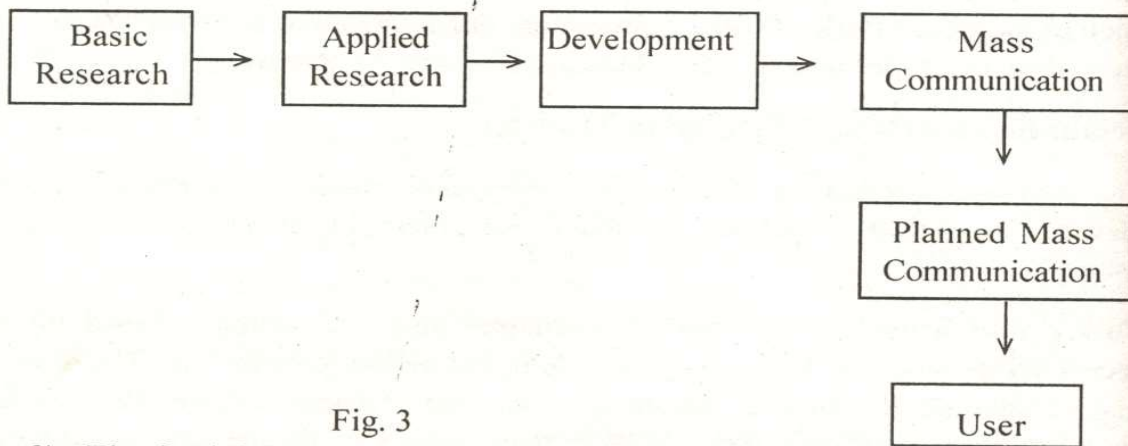 Basic
Research
Applied
Research
Development
Mass
Communication
Planned Mass
Communication
User
Fig. 3